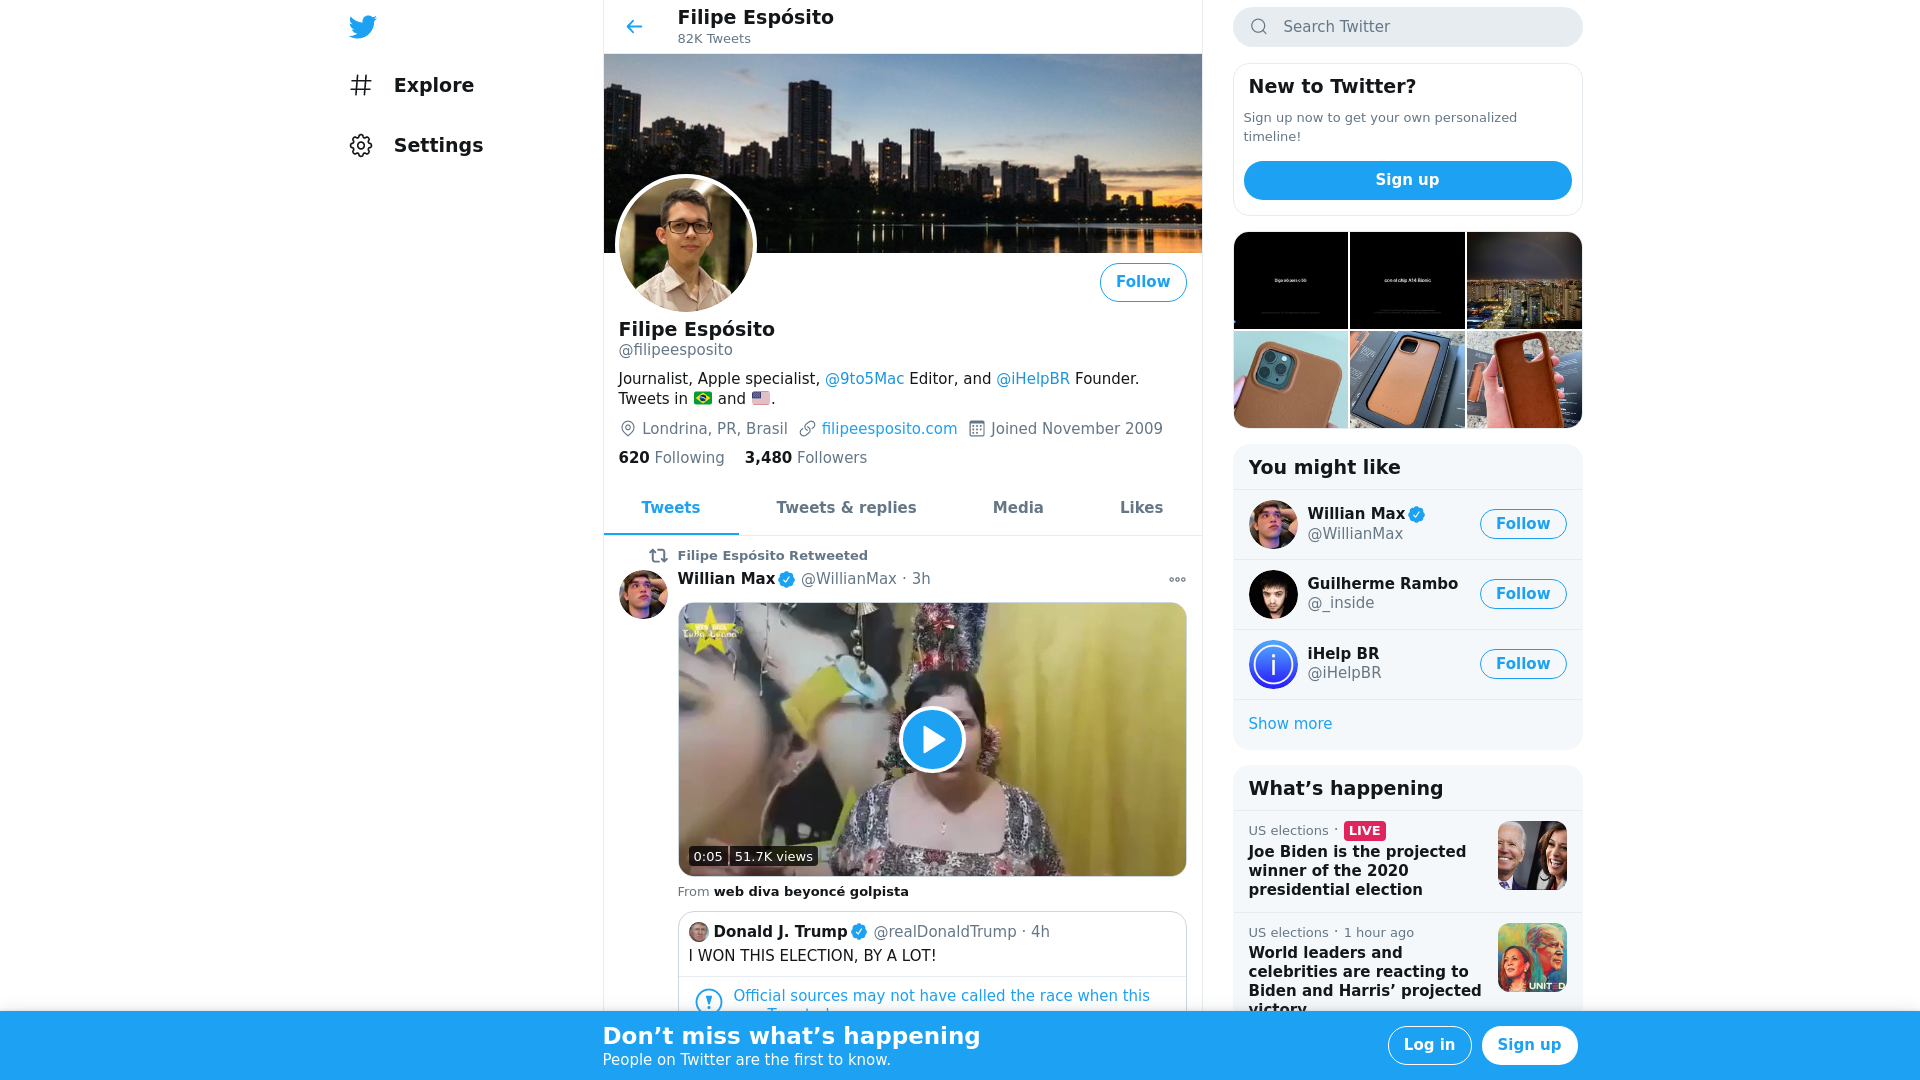 Filipe Espósito
82K Tweets
Explore
Settings
Filipe Espósito
@filipeesposito
Follow
Journalist, Apple specialist, @9to5Mac Editor, and @iHelpBR Founder.
Tweets in 🇧🇷 and 🇺🇸.
Londrina, PR, Brasil filipeesposito.com Joined November 2009
620 Following 3,480 Followers
Tweets Tweets & replies Media Likes
Filipe Espósito Retweeted
Willian Max @WillianMax · 3h
0:05 51.7K views
From web diva beyoncé golpista
Donald J. Trump @realDonaldTrump · 4h
I WON THIS ELECTION, BY A LOT!
Official sources may not have called the race when this
Search Twitter
New to Twitter?
Sign up now to get your own personalized
timeline!
Sign up
con el chip A14 Bionic
You might like
Willian Max
@WillianMax
Follow
Guilherme Rambo
@_inside
Follow
iHelp BR
@iHelpBR
Follow
Show more
What’s happening
US elections · LIVE
Joe Biden is the projected
winner of the 2020
presidential election
US elections · 1 hour ago
World leaders and
celebrities are reacting to
Biden and Harris’ projected
victory
UNITED
Don’t miss what’s happening
People on Twitter are the first to know.
Log in
Sign up